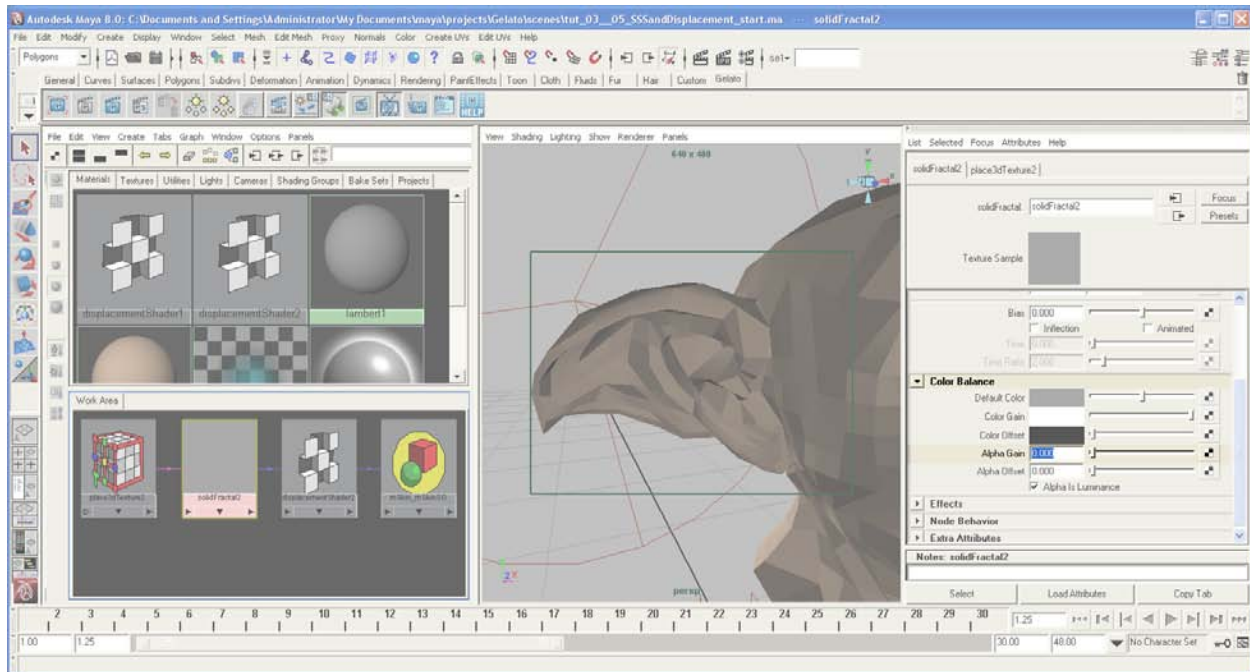 Autodesk Maya 8.0: C:\Documents and Settings\Administrator\My Documents\maya\projects\Gelato\scenes\tut_03__05_SSSandDisplacement_start.ma --- solidFractal2
File Edit Modify Create Display Window Select Mesh Edit Mesh Proxy Normals Color Create UVs Edit UVs Help
Polygons
sel-
General Curves Surfaces Polygons Subdivs Deformation Animation Dynamics Rendering PaintEffects Toon Cloth Fluids Fur Hair Custom Gelato
HELP
File Edit View Create Tabs Graph Window Options Panels
Materials Textures Utilities Lights Cameras Shading Groups Bake Sets Projects
displacementShader1 displacementShader2 lambert1
Work Area
place3dTexture2 solidFractal2 displacementShader2
View Shading Lighting Show Renderer Panels
640 x 480
persp
List Selected Focus Attributes Help
solidFractal2 place3dTexture2
solidFractal: solidFractal2
Focus
Presets
Texture Sample
Bias 0.000
Inflection Animated
Time 0.000
Time Ratio 2.000
Color Balance
Default Color
Color Gain
Color Offset
Alpha Gain 0.000
Alpha Offset 0.000
Alpha Is Luminance
Effects
Node Behavior
Extra Attributes
Notes: solidFractal2
Select Load Attributes Copy Tab
2 3 4 5 6 7 8 9 10 11 12 13 14 15 16 17 18 19 20 21 22 23 24 25 26 27 28 29 30 1.25
1.00 1.25 30.00 48.00 No Character Set